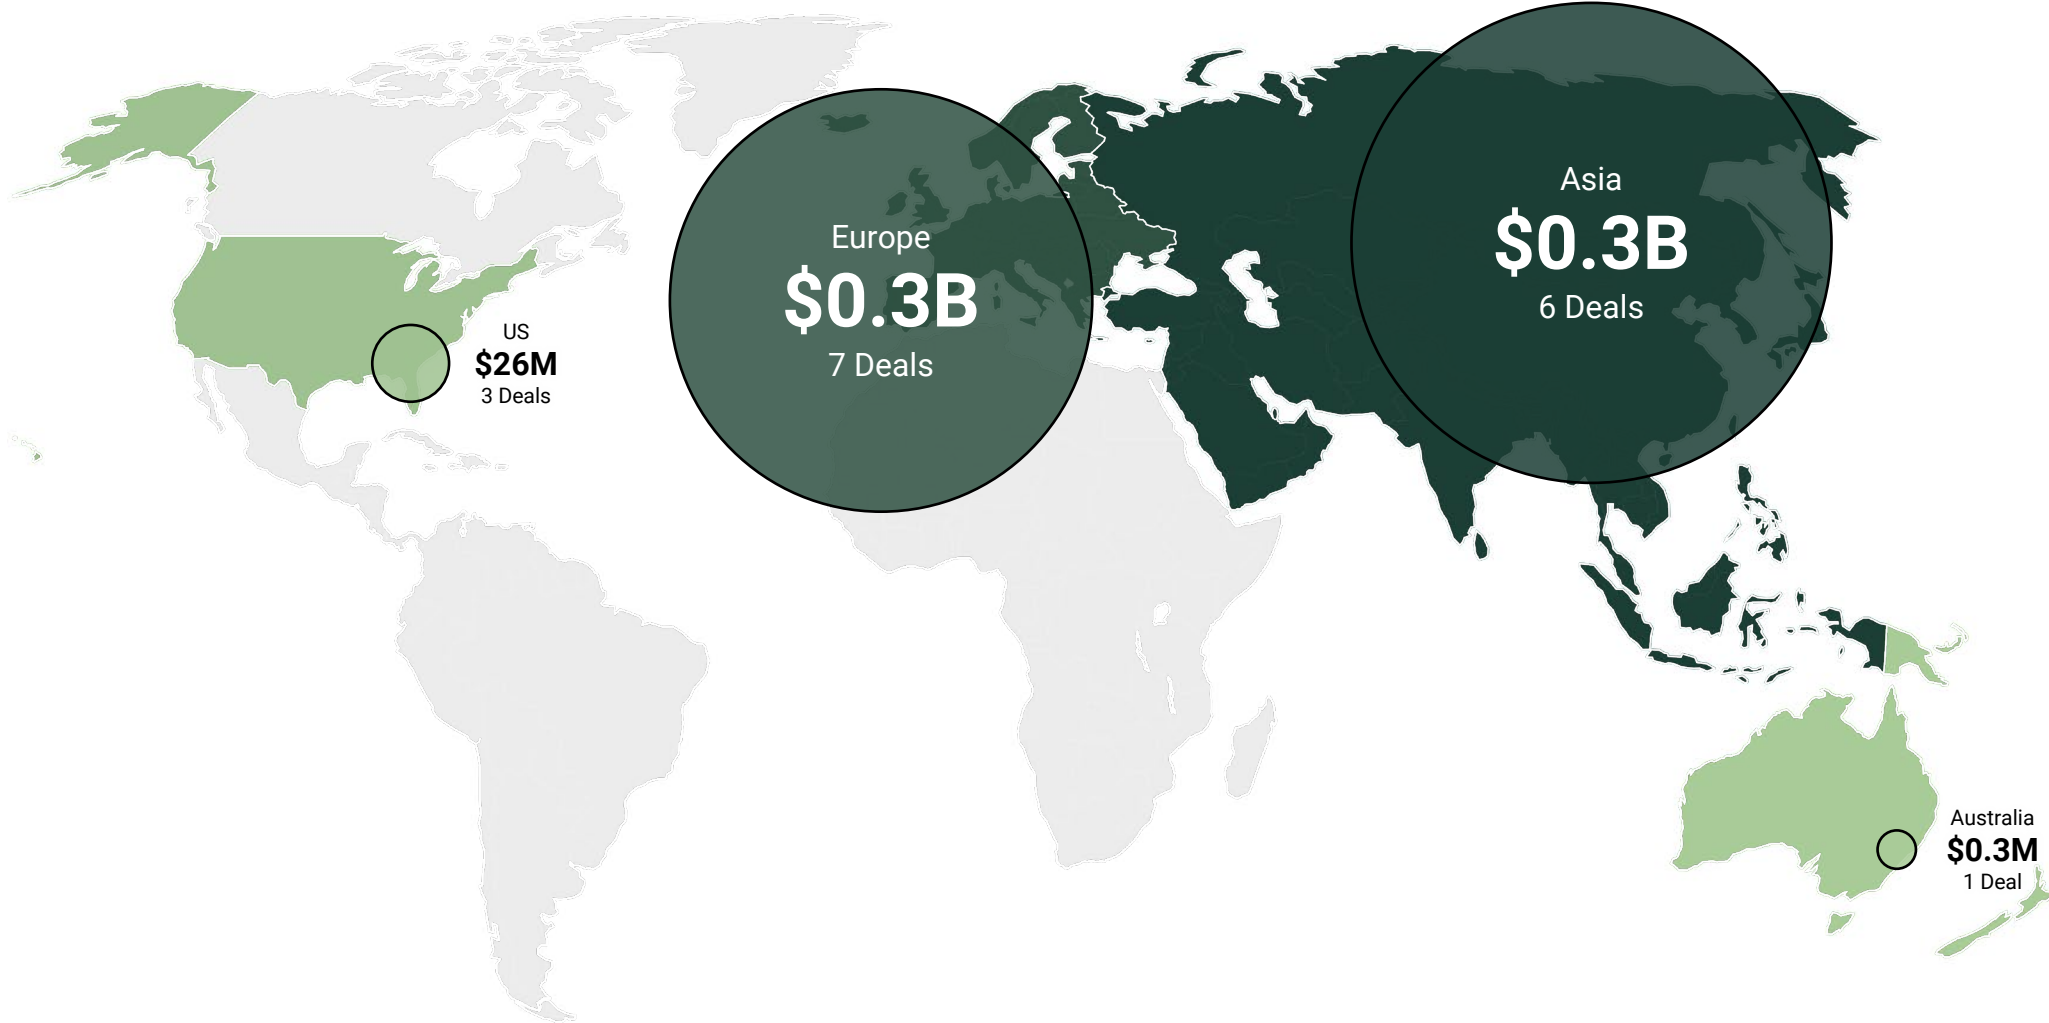 US
$26M
3 Deals
Europe
$0.3B
7 Deals
Asia
$0.3B
6 Deals
Australia
$0.3M
1 Deal